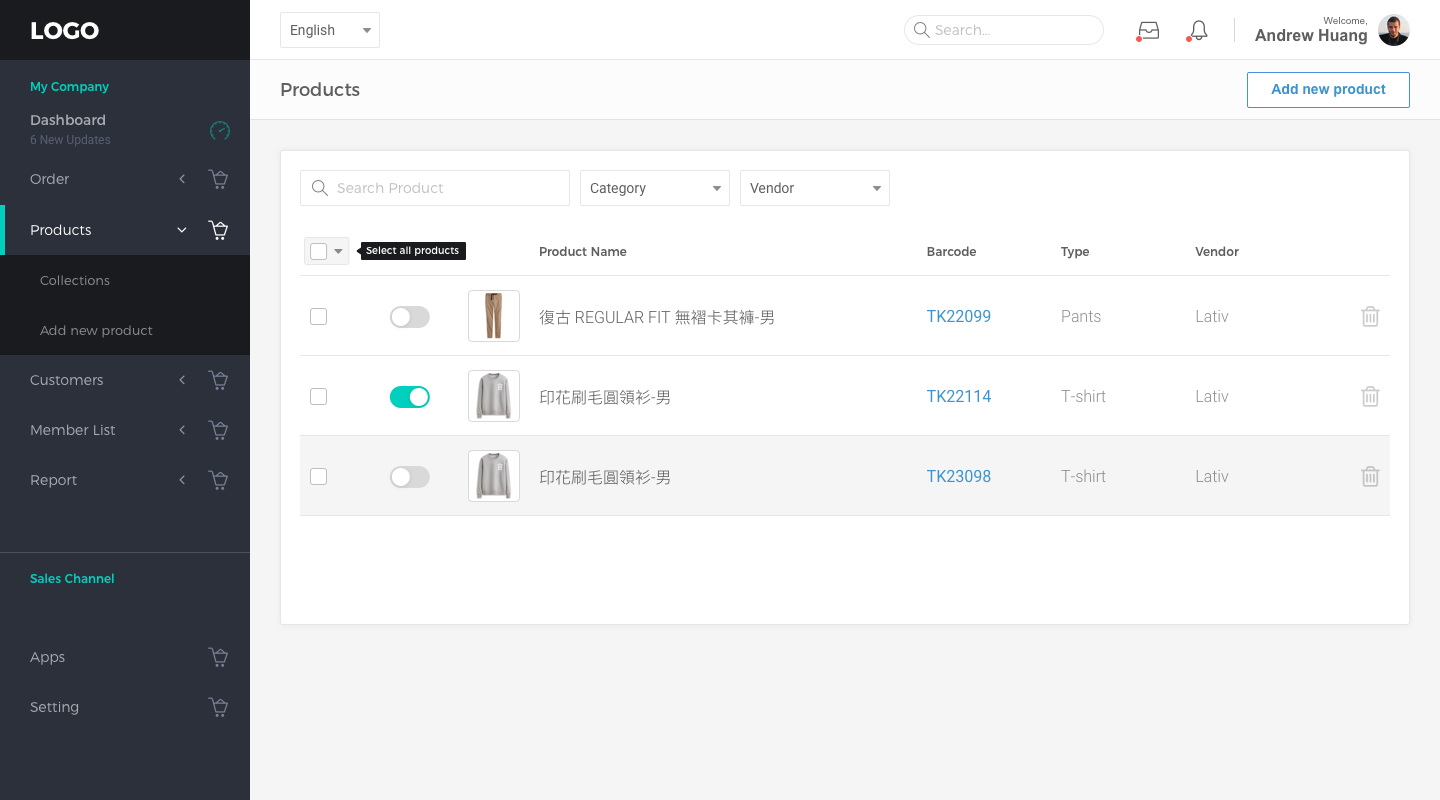 LOGO
English
Search...
Welcome,
Andrew Huang
My Company
Dashboard
6 New Updates
Order
Products
Collections
Add new product
Customers
Member List
Report
Sales Channel
Apps
Setting
Products
Add new product
Search Product
Category
Vendor
Select all products
Product Name
Barcode
Type
Vendor
復古 REGULAR FIT 無褶卡其褲-男
TK22099
Pants
Lativ
印花刷毛圓領衫-男
TK22114
T-shirt
Lativ
印花刷毛圓領衫-男
TK23098
T-shirt
Lativ